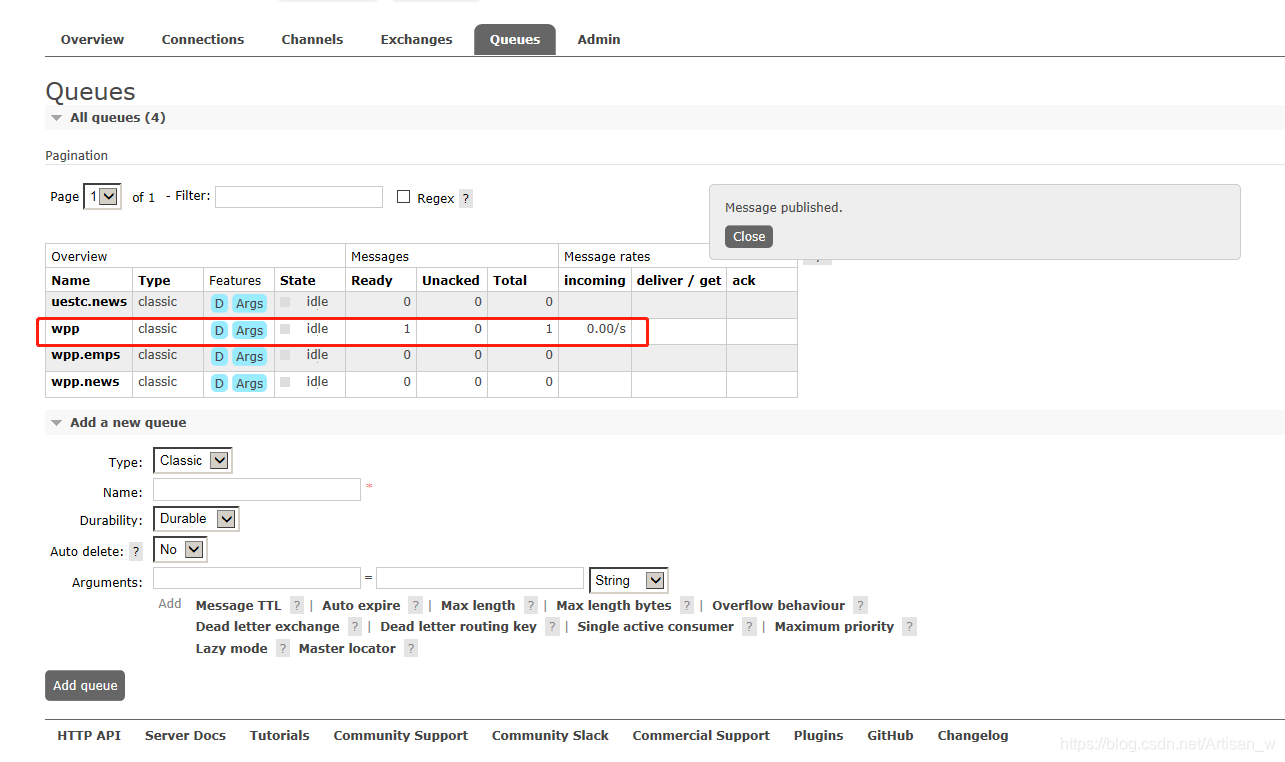 Overview Connections Channels Exchanges Queues Admin
Queues
All queues (4)
Pagination
Page 1 of 1 - Filter: Regex ?
Message published.
Close
Overview Messages Message rates
Name Type Features State Ready Unacked Total incoming deliver / get ack
uestc.news classic D Args idle 0 0 0
wpp classic D Args idle 1 0 1 0.00/s
wpp.emps classic D Args idle 0 0 0
wpp.news classic D Args idle 0 0 0
Add a new queue
Type: Classic
Name: *
Durability: Durable
Auto delete: ? No
Arguments: = String
Add Message TTL ? | Auto expire ? | Max length ? | Max length bytes ? | Overflow behaviour ?
Dead letter exchange ? | Dead letter routing key ? | Single active consumer ? | Maximum priority ?
Lazy mode ? Master locator ?
Add queue
HTTP API Server Docs Tutorials Community Support Community Slack Commercial Support Plugins GitHub Changelog
https://blog.csdn.net/Artisan_w